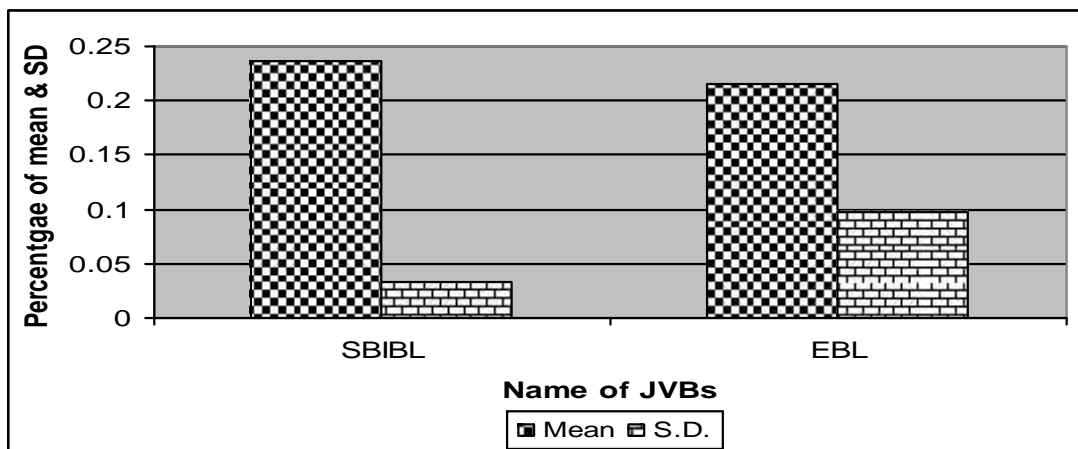 Percentgae of mean & SD
0.25
0.2
0.15
0.1
0.05
0
SBIBL EBL
Name of JVBs
Mean S.D.